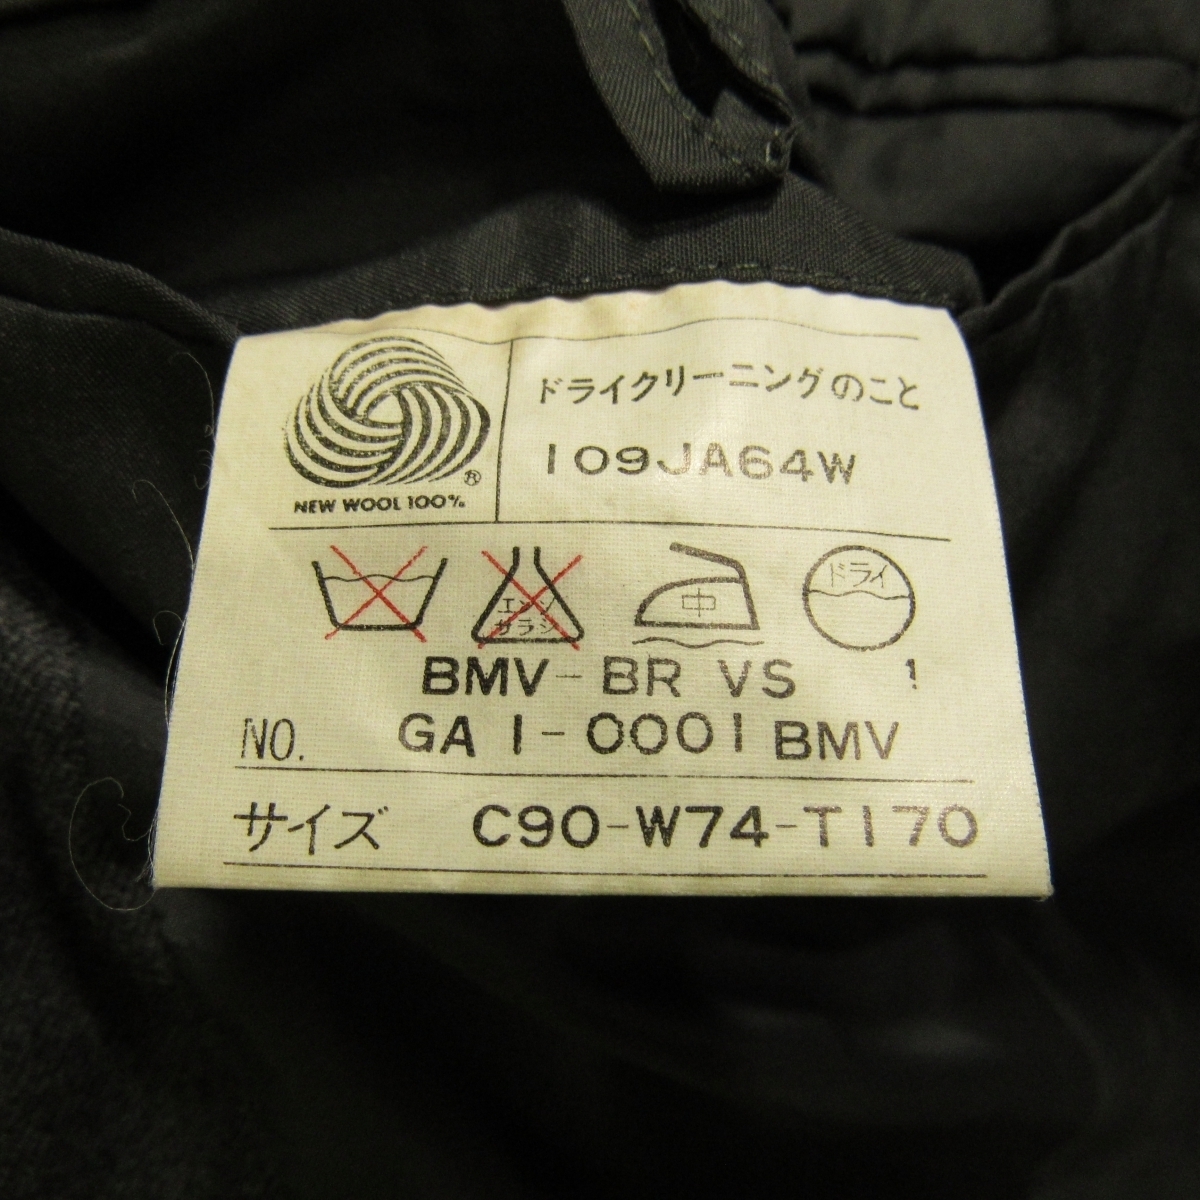 ドライクリーニングのこと
109JA64W
®
NEW WOOL 100%
エンソ
サラシ
中
ドライ
BMV-BR VS 1
NO. GA1-0001 BMV
サイズ C90-W74-T170